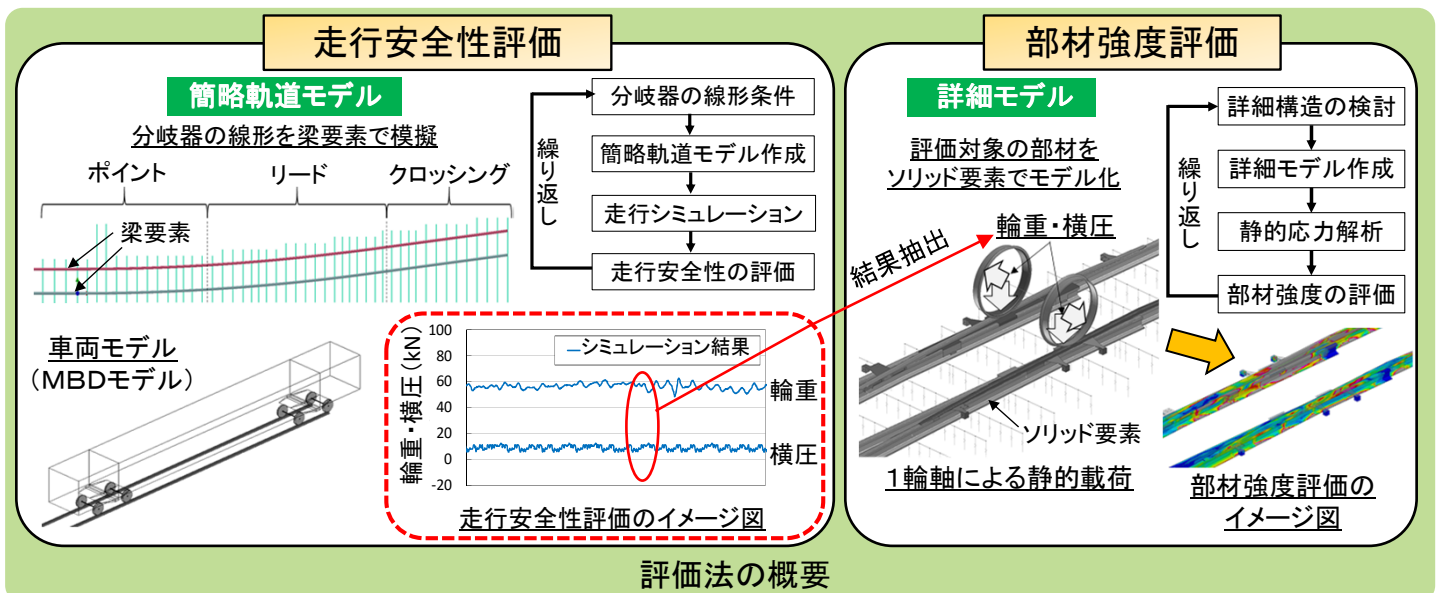 走行安全性評価
簡略軌道モデル
分岐器の線形を梁要素で模擬
ポイント
リード
クロッシング
梁要素
繰り返し
分岐器の線形条件
簡略軌道モデル作成
走行シミュレーション
走行安全性の評価
車両モデル
(MBDモデル)
輪重・横圧(kN)
100
80
60
40
20
0
-20
シミュレーション結果
輪重
横圧
走行安全性評価のイメージ図
結果抽出
部材強度評価
詳細モデル
評価対象の部材を
ソリッド要素でモデル化
輪重・横圧
ソリッド要素
1輪軸による静的載荷
繰り返し
詳細構造の検討
詳細モデル作成
静的応力解析
部材強度の評価
部材強度評価の
イメージ図
評価法の概要